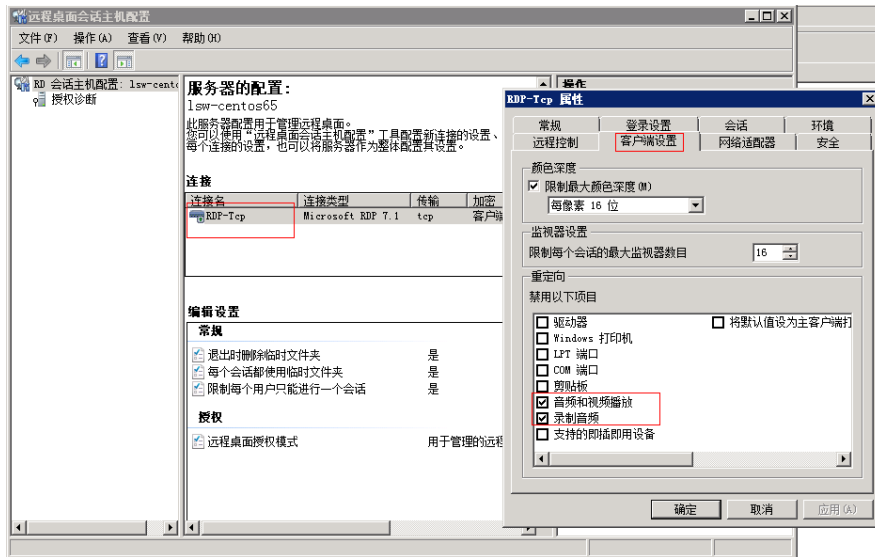 远程桌面会话主机配置
文件(F) 操作(A) 查看(V) 帮助(H)
RD 会话主机配置: lsw-cento
授权诊断
服务器的配置:
lsw-centos65
此服务器配置用于管理远程桌面。
您可以使用“远程桌面会话主机配置”工具配置新连接的设置、
每个连接的设置，也可以将服务器作为整体配置其设置。
连接
连接名 连接类型 传输 加密
RDP-Tcp Microsoft RDP 7.1 tcp 客户端
编辑设置
常规
退出时删除临时文件夹 是
每个会话都使用临时文件夹 是
限制每个用户只能进行一个会话 是
授权
远程桌面授权模式 用于管理的远程
操作
RDP-Tcp 属性
常规 登录设置 会话 环境
远程控制 客户端设置 网络适配器 安全
颜色深度
限制最大颜色深度(M)
每像素 16 位
监视器设置
限制每个会话的最大监视器数目 16
重定向
禁用以下项目
驱动器 将默认值设为主客户端打
Windows 打印机
LPT 端口
COM 端口
剪贴板
音频和视频播放
录制音频
支持的即插即用设备
确定 取消 应用(A)